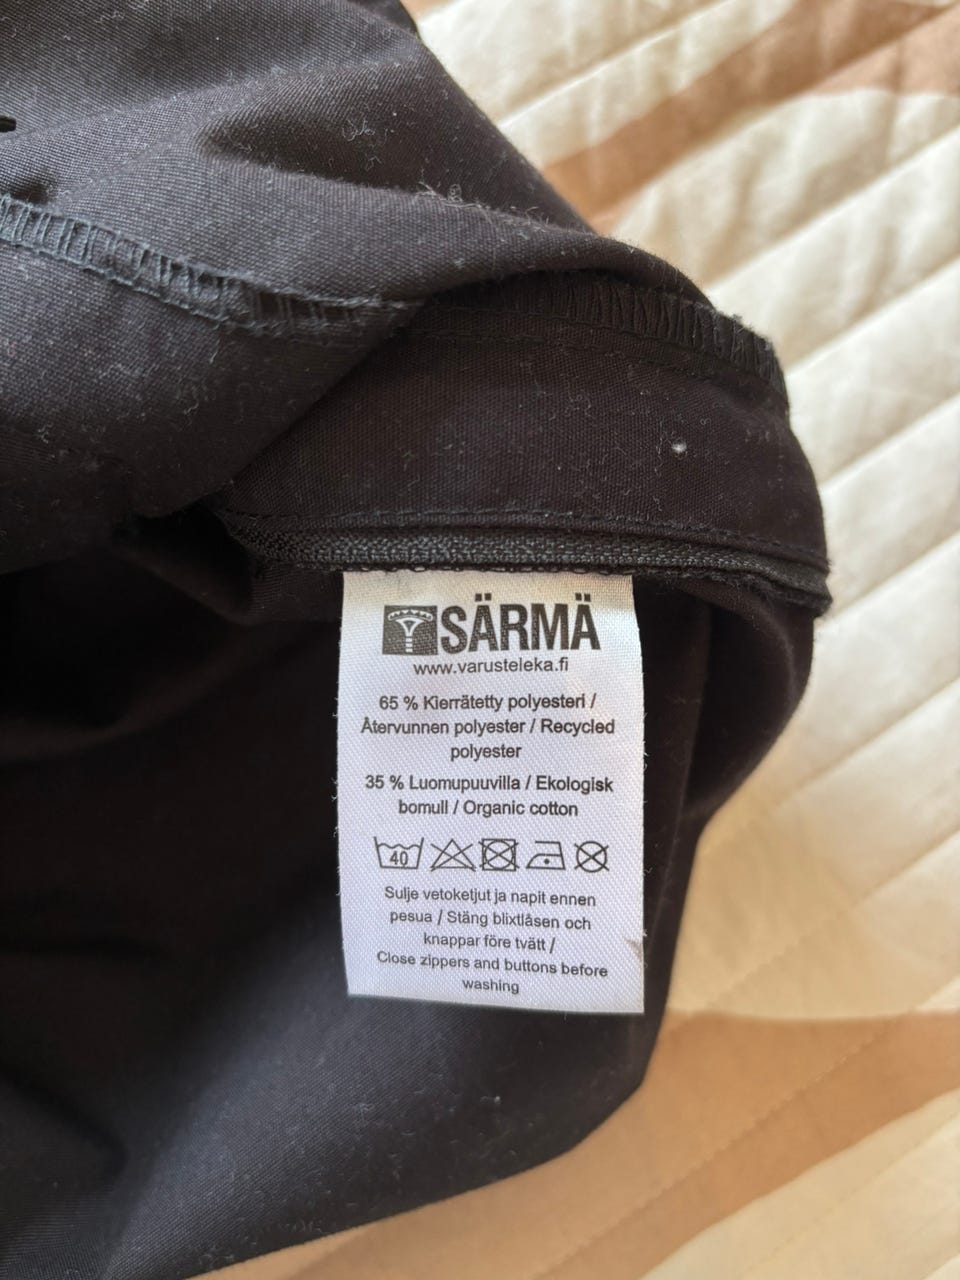 SÄRMÄ
www.varusteleka.fi
65 % Kierrätetty polyesteri /
Återvunnen polyester / Recycled
polyester
35 % Luomupuuvilla / Ekologisk
bomull / Organic cotton
40
Sulje vetoketjut ja napit ennen
pesua / Stäng blixtlåsen och
knappar före tvätt /
Close zippers and buttons before
washing